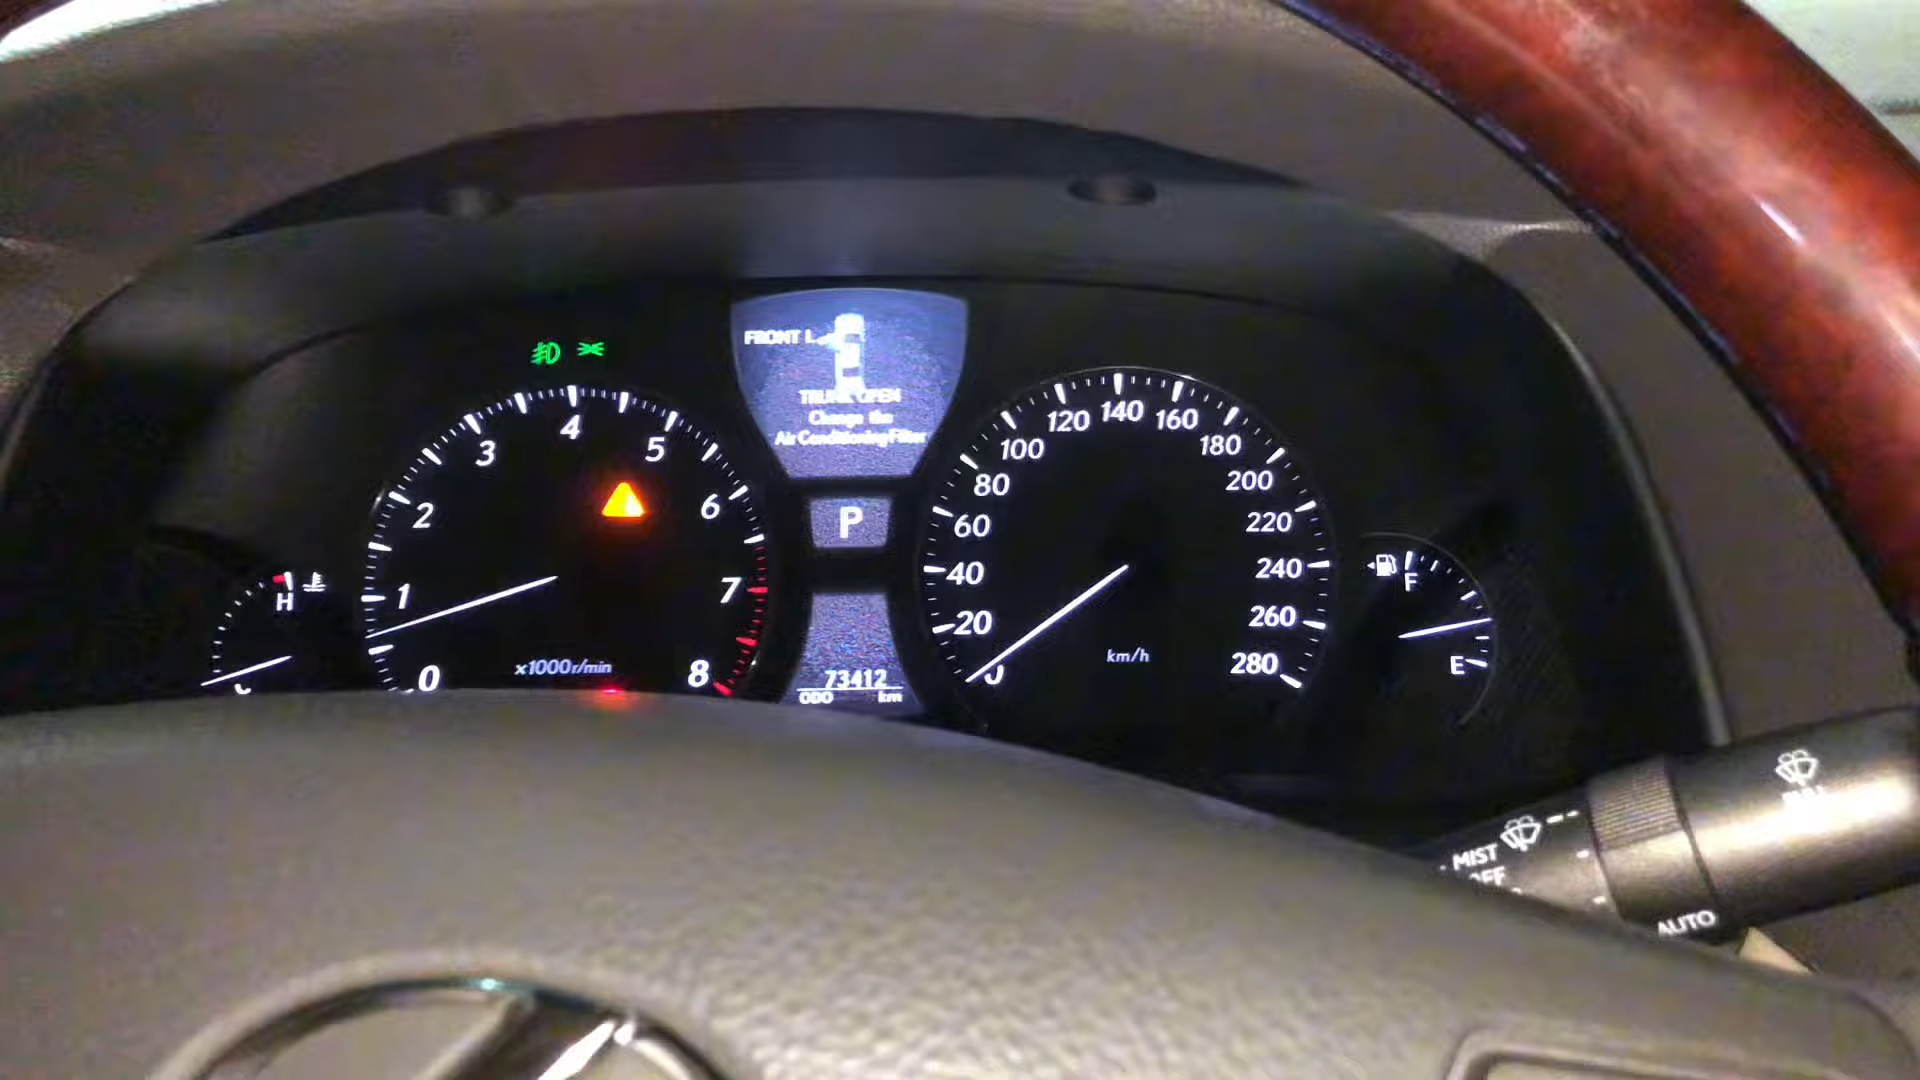 FRONT L
TRUNK OPEN
Change the
Air Conditioning Filter
P
73412
ODO km
0 1 2 3 4 5 6 7 8
x1000r/min
H
20 40 60 80 100 120 140 160 180 200 220 240 260 280
km/h
F
E
MIST
OFF
AUTO